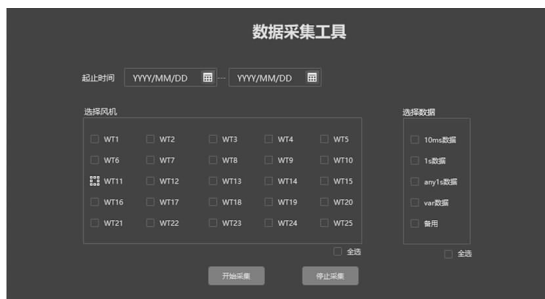 数据采集工具
起止时间 YYYY/MM/DD — YYYY/MM/DD
选择风机
WT1 WT2 WT3 WT4 WT5
WT6 WT7 WT8 WT9 WT10
WT11 WT12 WT13 WT14 WT15
WT16 WT17 WT18 WT19 WT20
WT21 WT22 WT23 WT24 WT25
全选
选择数据
10ms数据
1s数据
any1s数据
var数据
备用
全选
开始采集 停止采集